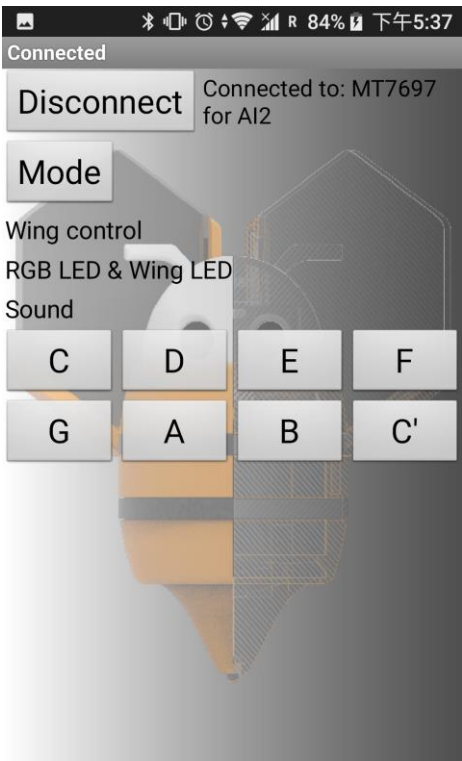 R 84% 下午5:37
Connected
Disconnect
Connected to: MT7697
for AI2
Mode
Wing control
RGB LED & Wing LED
Sound
C D E F
G A B C'